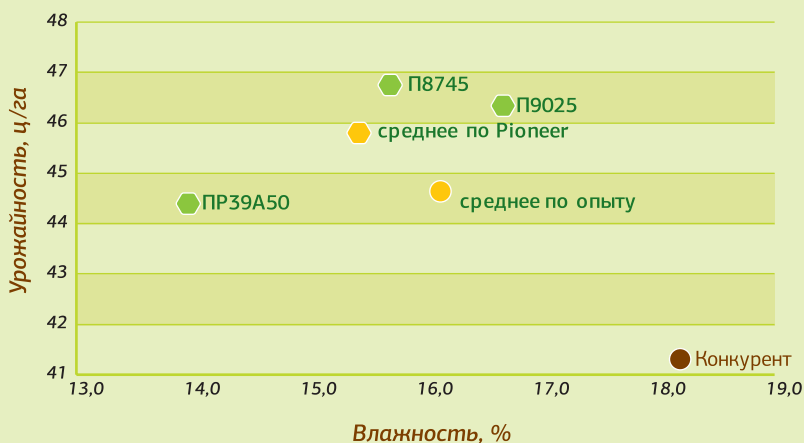 48
47
46
45
44
43
42
41
Урожайность, ц/га
П8745
П9025
среднее по Pioneer
ПР39А50
среднее по опыту
Конкурент
13,0 14,0 15,0 16,0 17,0 18,0 19,0
Влажность, %